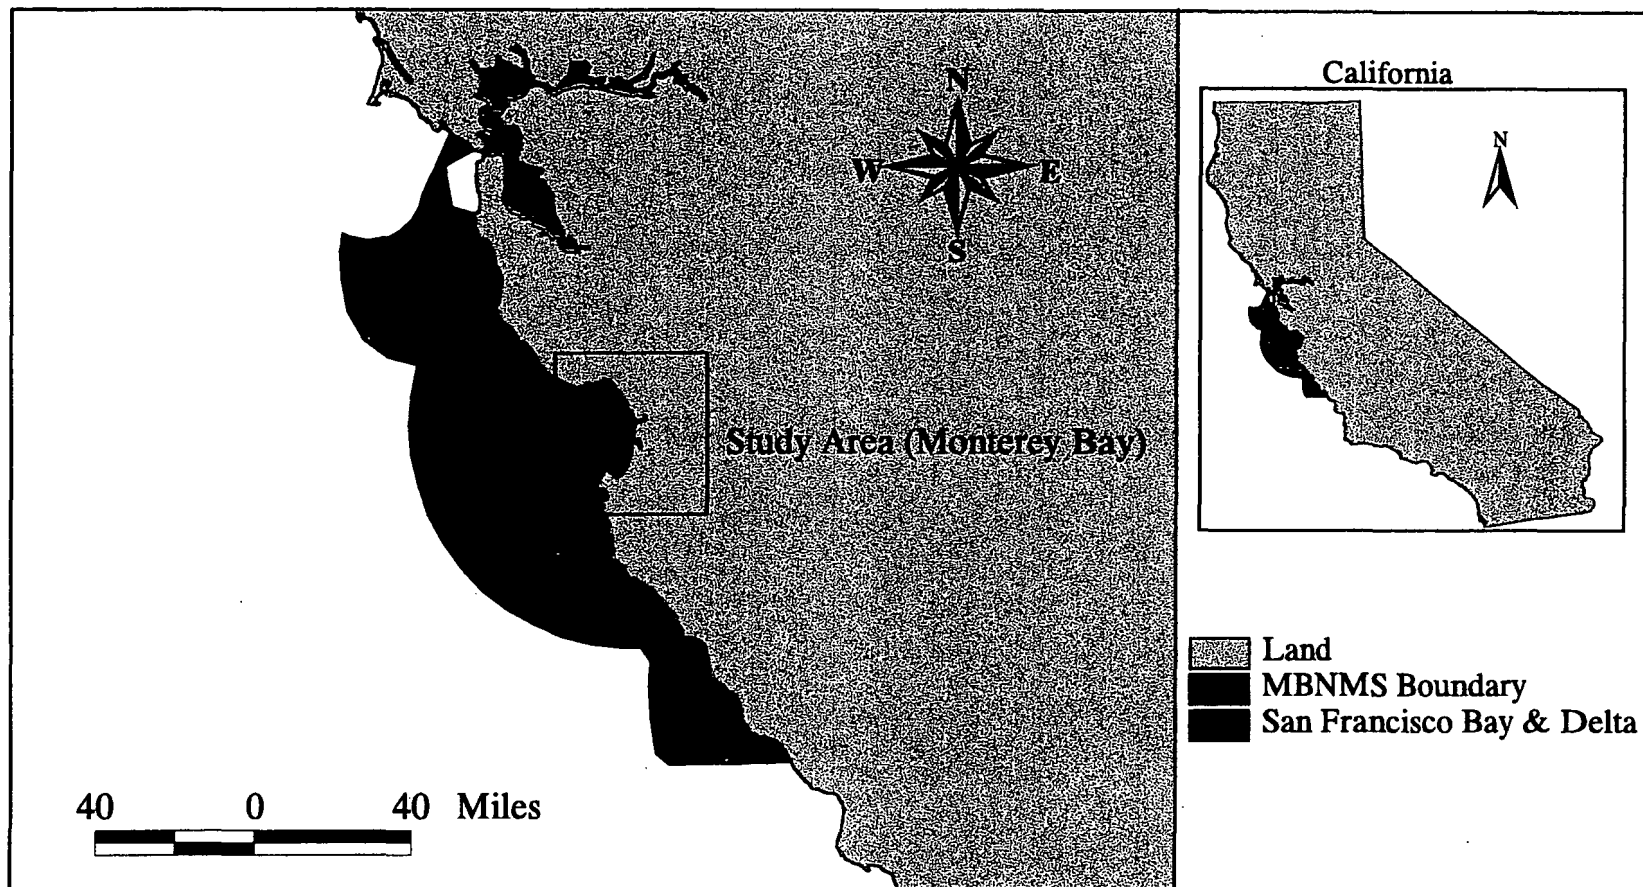 N
W E
S
Study Area (Monterey Bay)
40 0 40 Miles
California
N
Land
MBNMS Boundary
San Francisco Bay & Delta